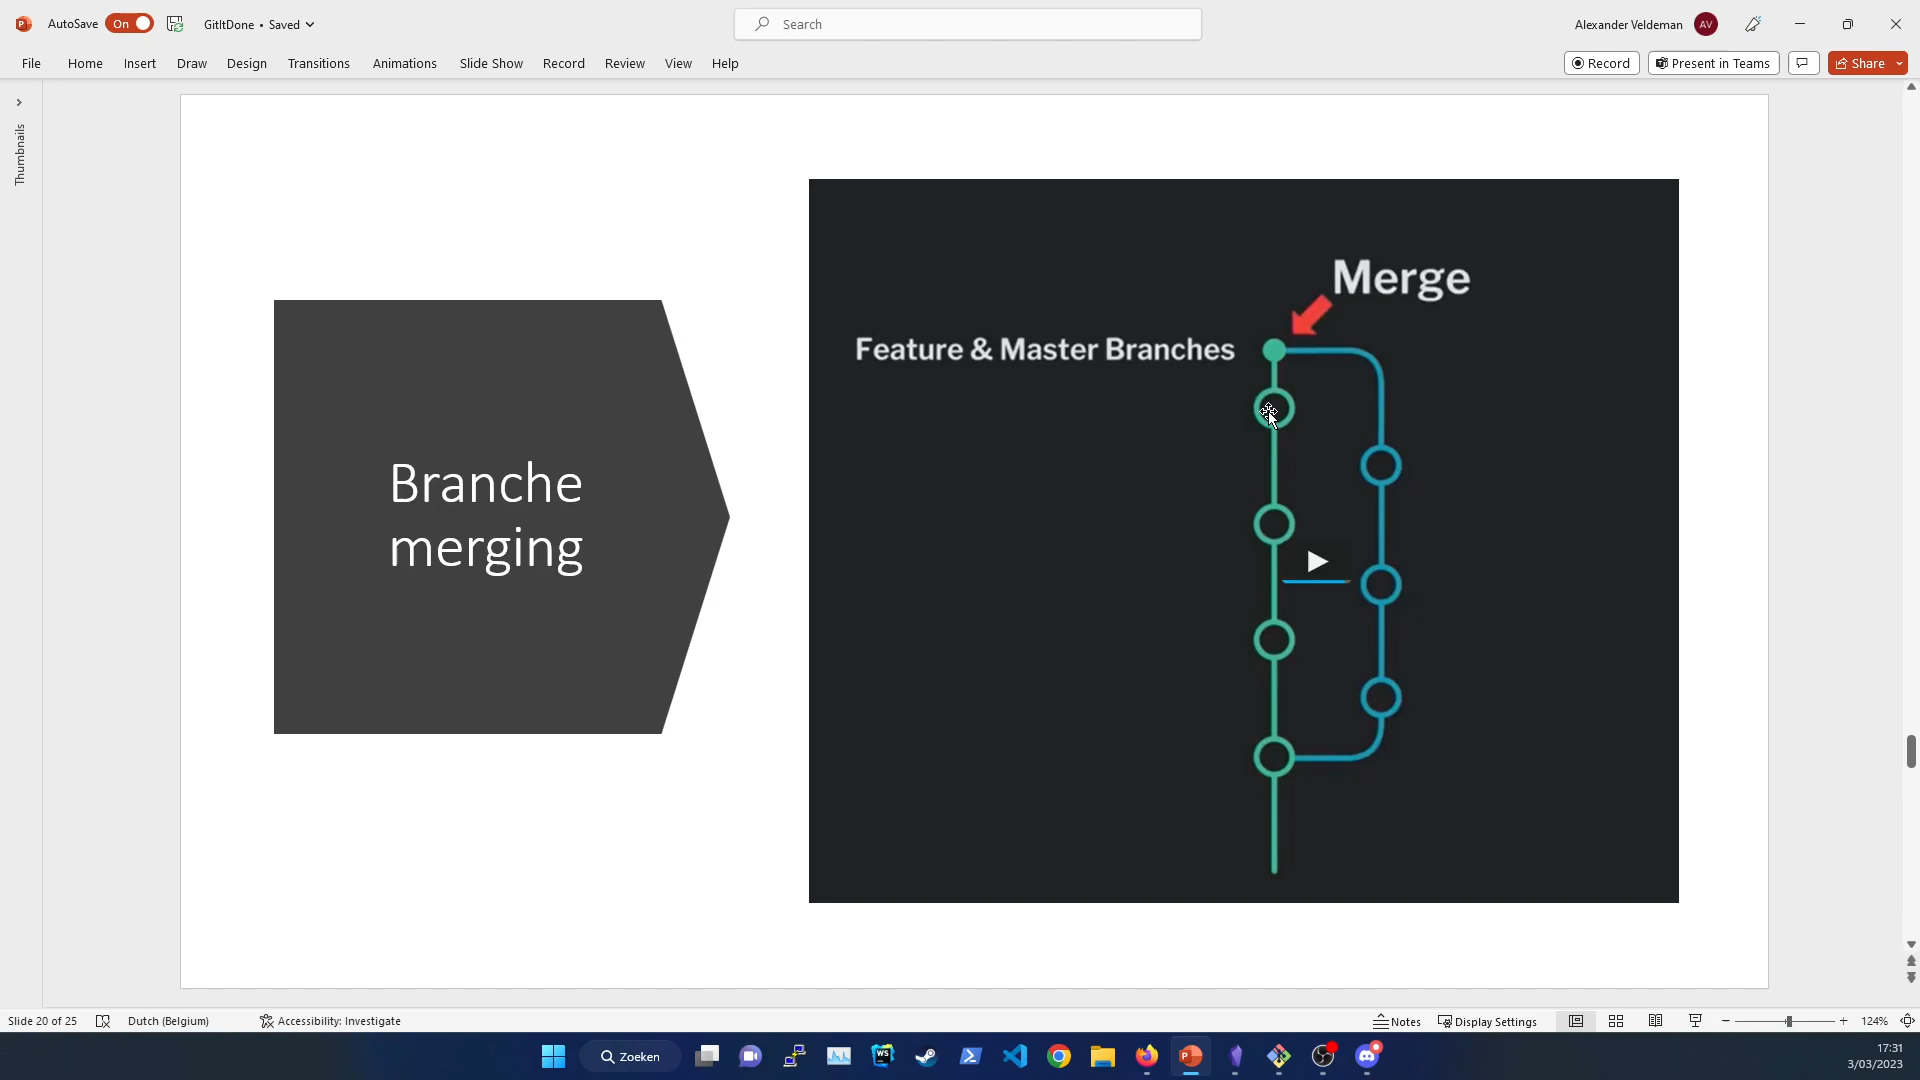 AutoSave On GitItDone • Saved Search Alexander Veldeman AV
File Home Insert Draw Design Transitions Animations Slide Show Record Review View Help Record Present in Teams Share
Thumbnails
Branche
merging
Merge
Feature & Master Branches
Slide 20 of 25 Dutch (Belgium) Accessibility: Investigate Notes Display Settings 124%
Zoeken
WS
17:31
3/03/2023